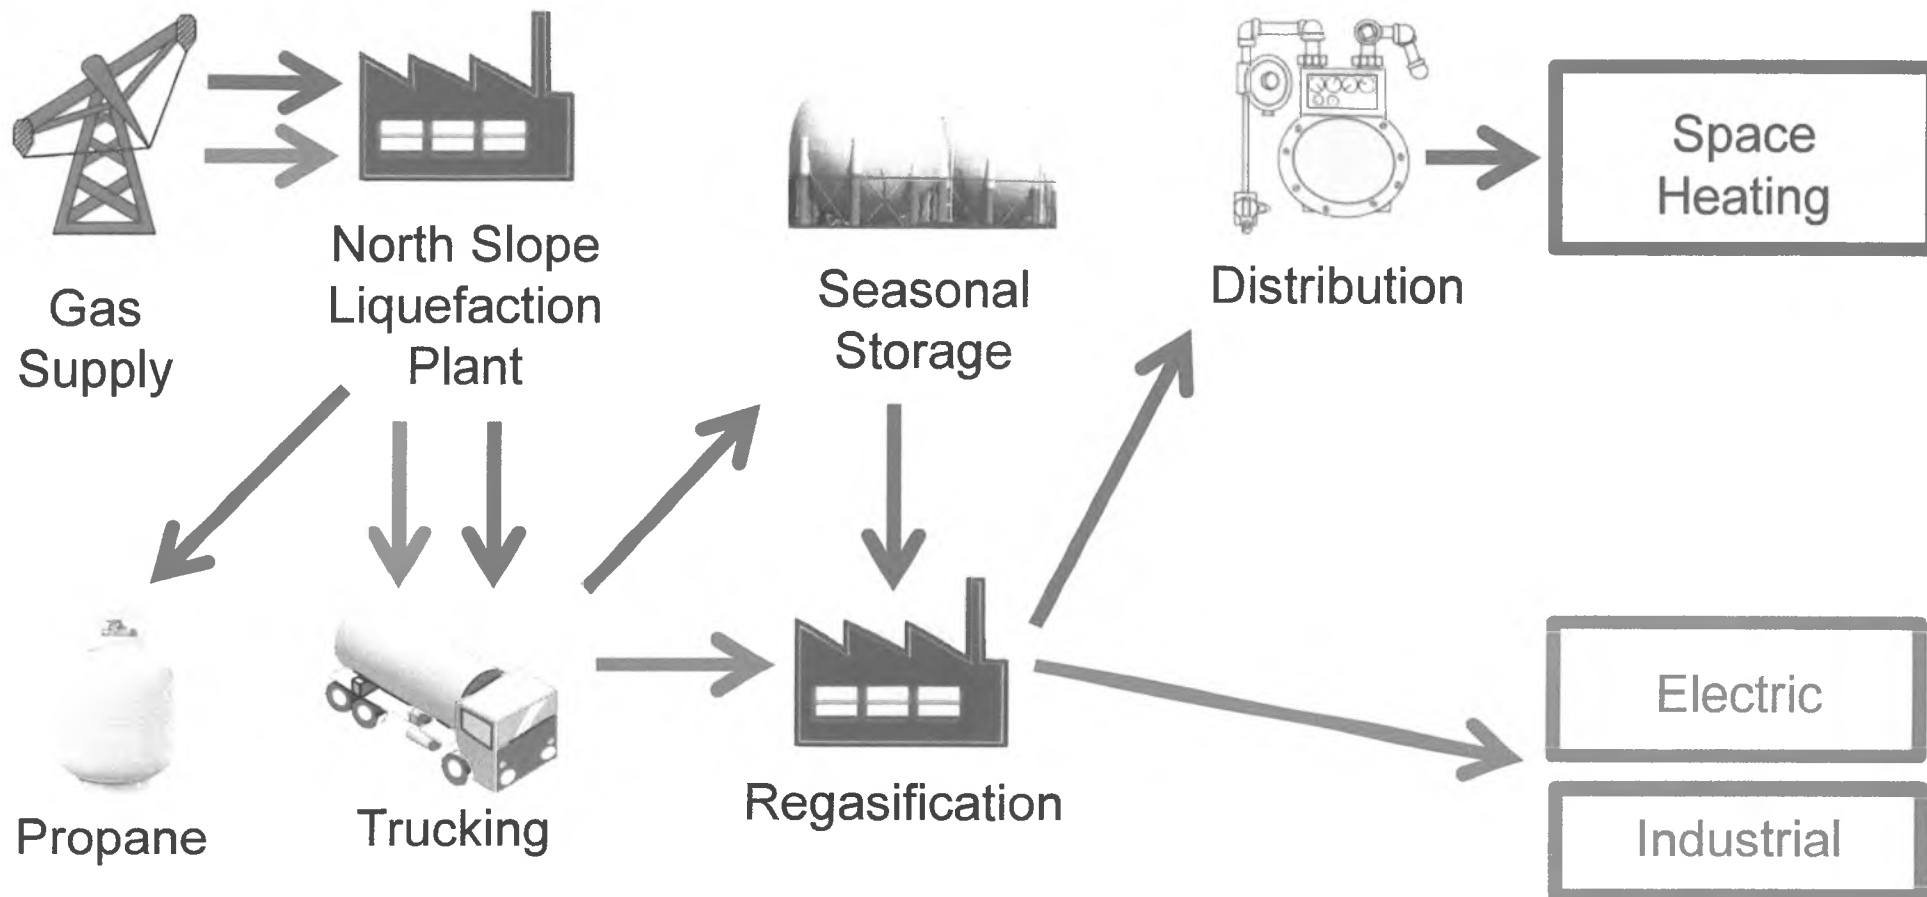 Gas
Supply
North Slope
Liquefaction
Plant
Seasonal
Storage
Distribution
Space
Heating
Propane
Trucking
Regasification
Electric
Industrial